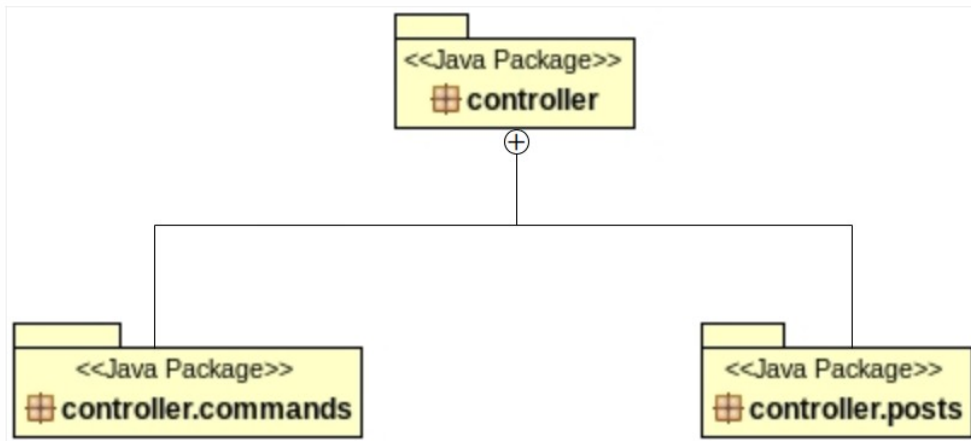 <<Java Package>>
controller
<<Java Package>>
controller.commands
<<Java Package>>
controller.posts